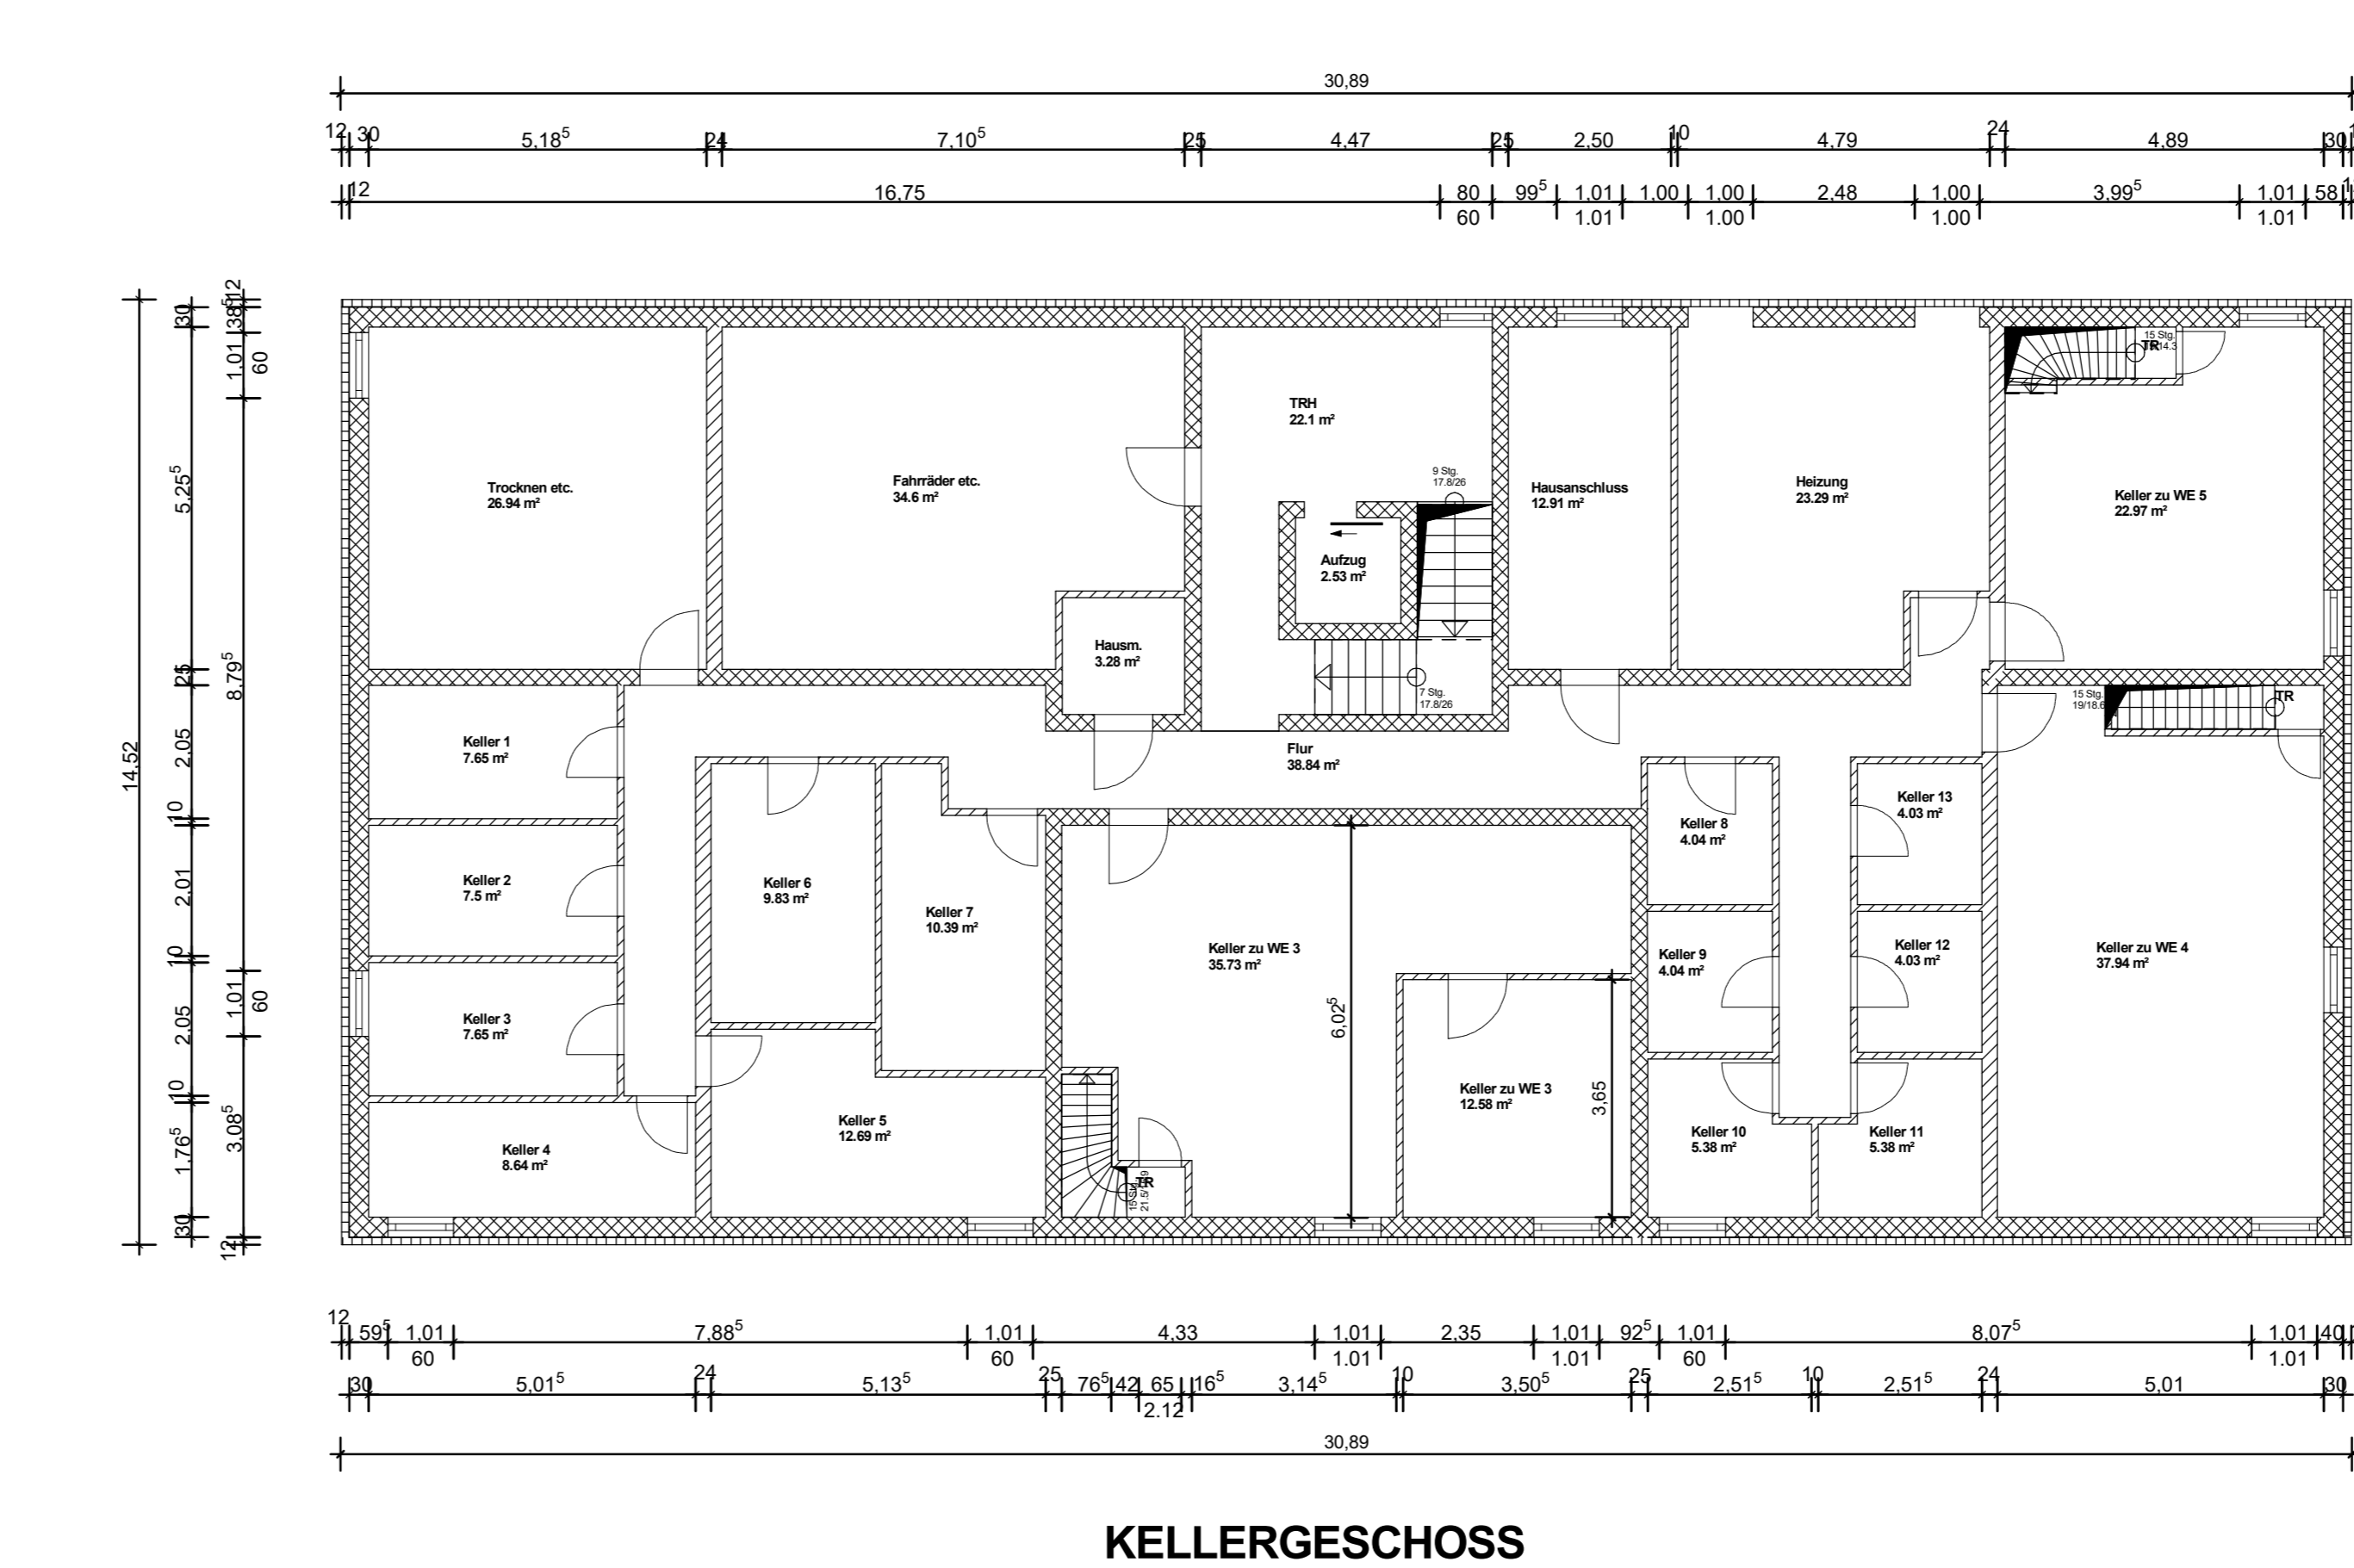 30,89
12 30 5,18⁵ 24 7,10⁵ 25 4,47 25 2,50 10 4,79 24 4,89 30
12 16,75 80 99⁵ 1,01 1,00 1,00 2,48 1,00 3,99⁵ 1,01 58
60 1.01 1.00 1.00 1.01
14,52
30 5,25⁵ 25 2,05 10 2,01 10 2,05 10 1,76⁵ 30
12 38⁵ 1,01 8,79⁵ 1,01 3,08⁵ 12
60 60
Trocknen etc.
26.94 m²
Fahrräder etc.
34.6 m²
TRH
22.1 m²
9 Stg.
17.8/26
Hausanschluss
12.91 m²
Heizung
23.29 m²
15 Stg.
TR
Keller zu WE 5
22.97 m²
Aufzug
2.53 m²
Hausm.
3.28 m²
7 Stg.
17.8/26
15 Stg.
TR
Keller 1
7.65 m²
Flur
38.84 m²
Keller 13
4.03 m²
Keller 8
4.04 m²
Keller 2
7.5 m²
Keller 6
9.83 m²
Keller 7
10.39 m²
Keller zu WE 3
35.73 m²
Keller 9
4.04 m²
Keller 12
4.03 m²
Keller zu WE 4
37.94 m²
Keller 3
7.65 m²
6,02⁵
Keller zu WE 3
12.58 m²
3,65
Keller 4
8.64 m²
Keller 5
12.69 m²
Keller 10
5.38 m²
Keller 11
5.38 m²
TR
12 59⁵ 1,01 7,88⁵ 1,01 4,33 1,01 2,35 1,01 92⁵ 1,01 8,07⁵ 1,01 40
60 60 1.01 1.01 60 1.01
30 5,01⁵ 24 5,13⁵ 25 76⁵ 42 65 16⁵ 3,14⁵ 10 3,50⁵ 25 2,51⁵ 10 2,51⁵ 24 5,01 30
2.12
30,89
KELLERGESCHOSS